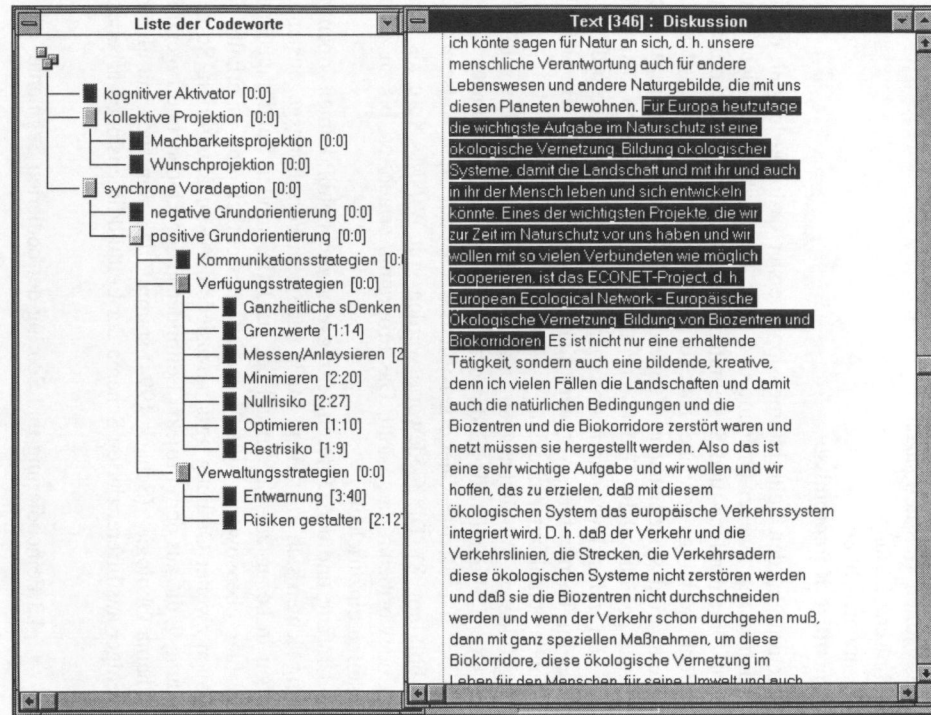 Liste der Codeworte
kognitiver Aktivator [0:0]
kollektive Projektion [0:0]
Machbarkeitsprojektion [0:0]
Wunschprojektion [0:0]
synchrone Voradaption [0:0]
negative Grundorientierung [0:0]
positive Grundorientierung [0:0]
Kommunikationsstrategien [0:
Verfügungsstrategien [0:0]
Ganzheitliche sDenken
Grenzwerte [1:14]
Messen/Anlaysieren [2
Minimieren [2:20]
Nullrisiko [2:27]
Optimieren [1:10]
Restrisiko [1:9]
Verwaltungsstrategien [0:0]
Entwarnung [3:40]
Risiken gestalten [2:12]
Text [346] : Diskussion
ich könte sagen für Natur an sich, d. h. unsere
menschliche Verantwortung auch für andere
Lebenswesen und andere Naturgebilde, die mit uns
diesen Planeten bewohnen. Für Europa heutzutage
die wichtigste Aufgabe im Naturschutz ist eine
ökologische Vernetzung, Bildung ökologischer
Systeme, damit die Landschaft und mit ihr und auch
in ihr der Mensch leben und sich entwickeln
könnte. Eines der wichtigsten Projekte, die wir
zur Zeit im Naturschutz vor uns haben und wir
wollen mit so vielen Verbündeten wie möglich
kooperieren, ist das ECONET-Project, d. h.
European Ecological Network - Europäische
Ökologische Vernetzung, Bildung von Biozentren und
Biokorridoren. Es ist nicht nur eine erhaltende
Tätigkeit, sondern auch eine bildende, kreative,
denn ich vielen Fällen die Landschaften und damit
auch die natürlichen Bedingungen und die
Biozentren und die Biokorridore zerstört waren und
netzt müssen sie hergestellt werden. Also das ist
eine sehr wichtige Aufgabe und wir wollen und wir
hoffen, das zu erzielen, daß mit diesem
ökologischen System das europäische Verkehrssystem
integriert wird. D. h. daß der Verkehr und die
Verkehrslinien, die Strecken, die Verkehrsadern
diese ökologischen Systeme nicht zerstören werden
und daß sie die Biozentren nicht durchschneiden
werden und wenn der Verkehr schon durchgehen muß,
dann mit ganz speziellen Maßnahmen, um diese
Biokorridore, diese ökologische Vernetzung im
Leben für den Menschen, für seine Umwelt und auch